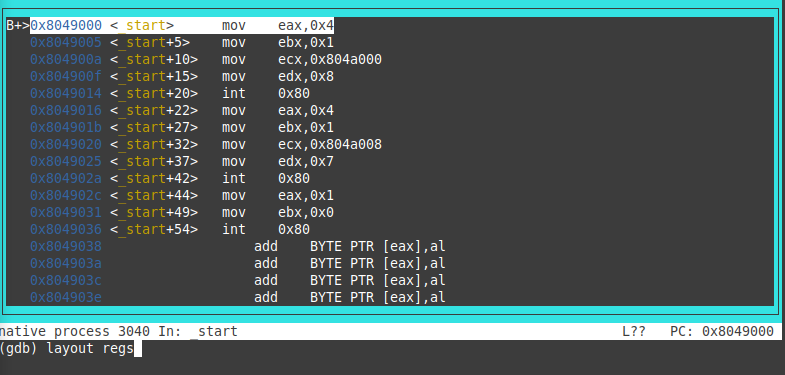 B+>0x8049000 <_start> mov eax,0x4
0x8049005 <_start+5> mov ebx,0x1
0x804900a <_start+10> mov ecx,0x804a000
0x804900f <_start+15> mov edx,0x8
0x8049014 <_start+20> int 0x80
0x8049016 <_start+22> mov eax,0x4
0x804901b <_start+27> mov ebx,0x1
0x8049020 <_start+32> mov ecx,0x804a008
0x8049025 <_start+37> mov edx,0x7
0x804902a <_start+42> int 0x80
0x804902c <_start+44> mov eax,0x1
0x8049031 <_start+49> mov ebx,0x0
0x8049036 <_start+54> int 0x80
0x8049038 add BYTE PTR [eax],al
0x804903a add BYTE PTR [eax],al
0x804903c add BYTE PTR [eax],al
0x804903e add BYTE PTR [eax],al
native process 3040 In: _start L?? PC: 0x8049000
(gdb) layout regs